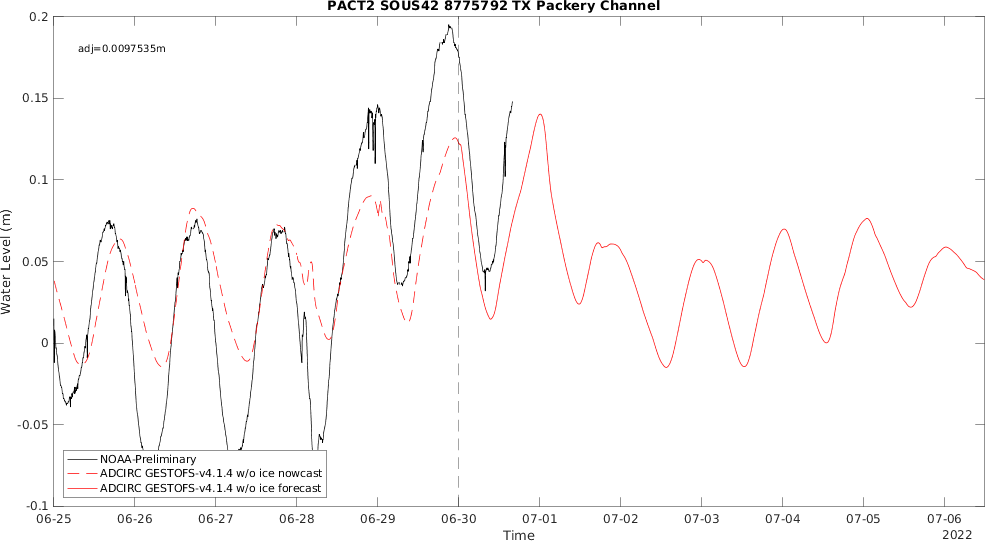 PACT2 SOUS42 8775792 TX Packery Channel
adj=0.0097535m
0.2
0.15
0.1
0.05
0
-0.05
-0.1
Water Level (m)
NOAA-Preliminary
ADCIRC GESTOFS-v4.1.4 w/o ice nowcast
ADCIRC GESTOFS-v4.1.4 w/o ice forecast
06-25 06-26 06-27 06-28 06-29 06-30 07-01 07-02 07-03 07-04 07-05 07-06
Time
2022